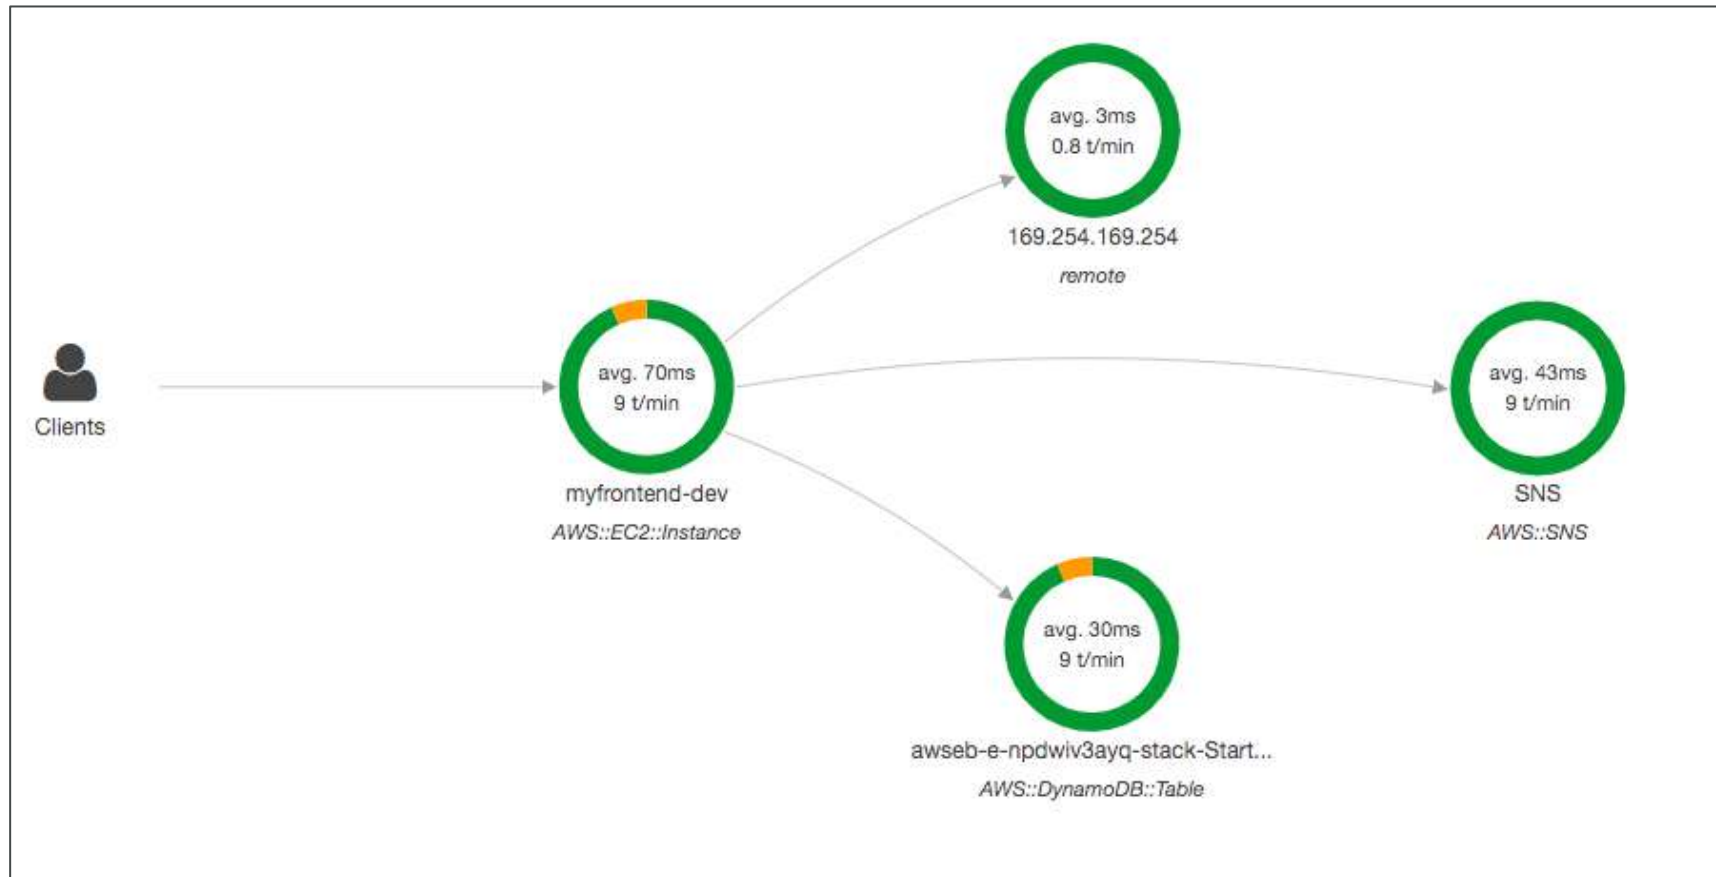 avg. 3ms
0.8 t/min
169.254.169.254
remote
Clients
avg. 70ms
9 t/min
myfrontend-dev
AWS::EC2::Instance
avg. 43ms
9 t/min
SNS
AWS::SNS
avg. 30ms
9 t/min
awseb-e-npdwiv3ayq-stack-Start...
AWS::DynamoDB::Table